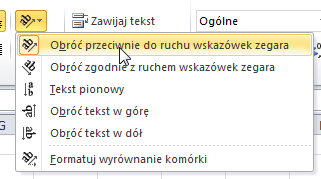 Zawijaj tekst
Ogólne
Obróć przeciwnie do ruchu wskazówek zegara
Obróć zgodnie z ruchem wskazówek zegara
Tekst pionowy
Obróć tekst w górę
Obróć tekst w dół
Formatuj wyrównanie komórki
G